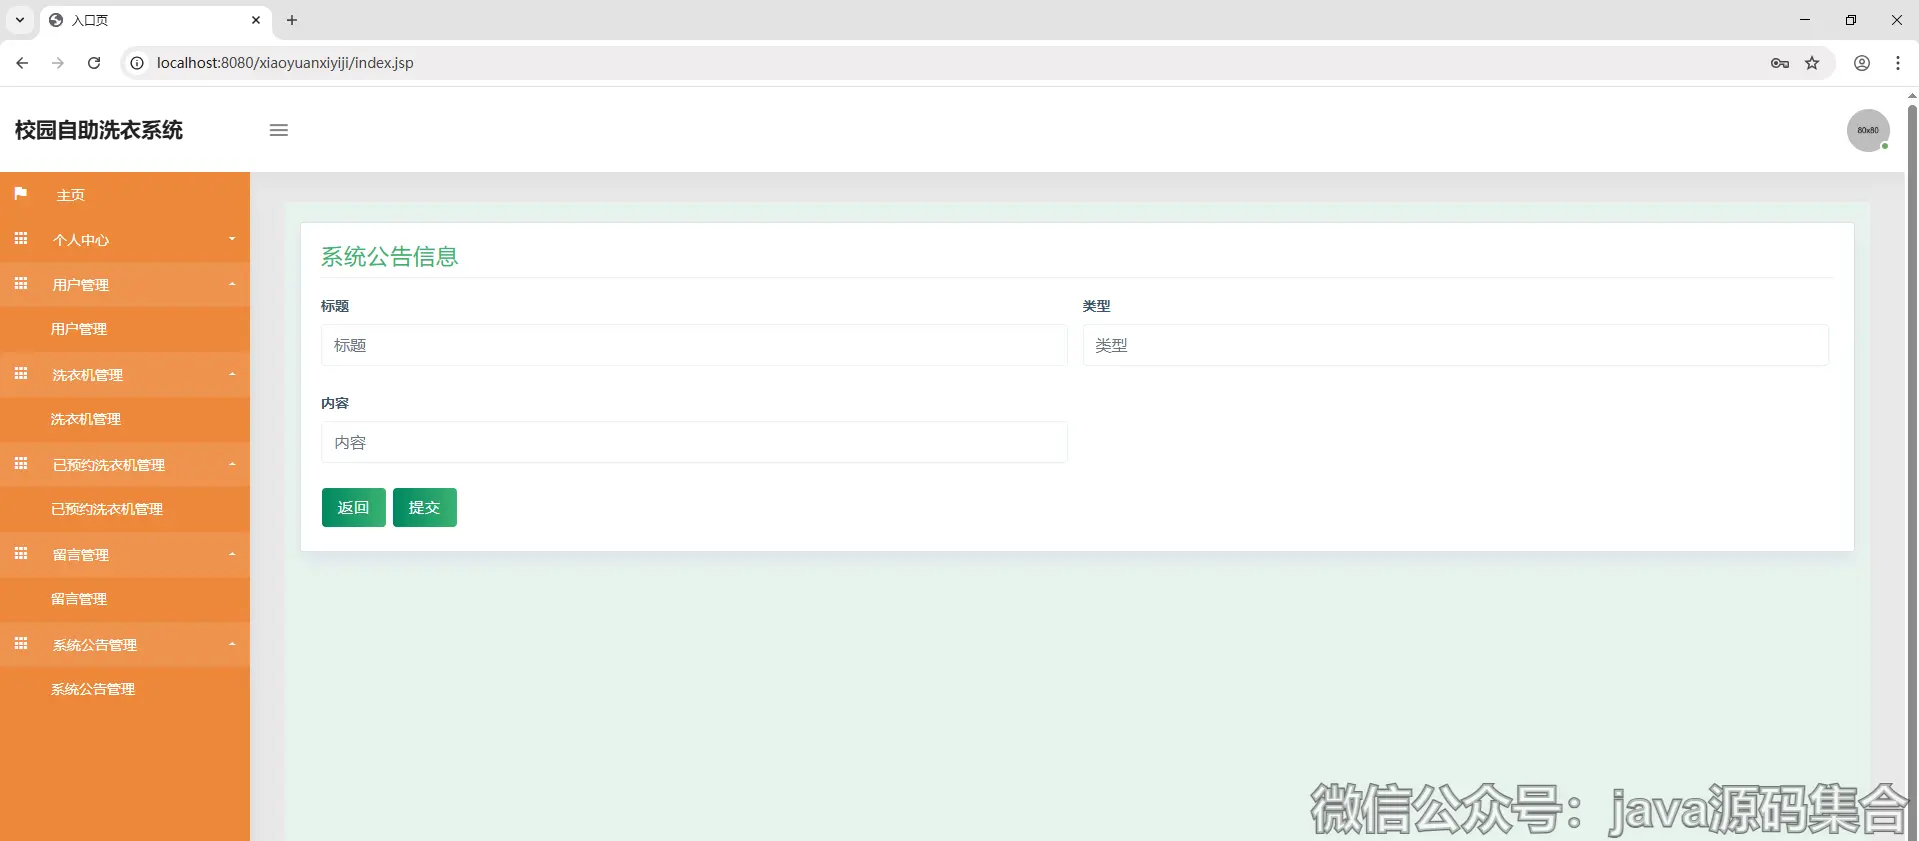 入口页
localhost:8080/xiaoyuanxiyiji/index.jsp
校园自助洗衣系统
80x80
主页
个人中心
用户管理
用户管理
洗衣机管理
洗衣机管理
已预约洗衣机管理
已预约洗衣机管理
留言管理
留言管理
系统公告管理
系统公告管理
系统公告信息
标题
类型
标题
类型
内容
内容
返回 提交
微信公众号：java源码集合